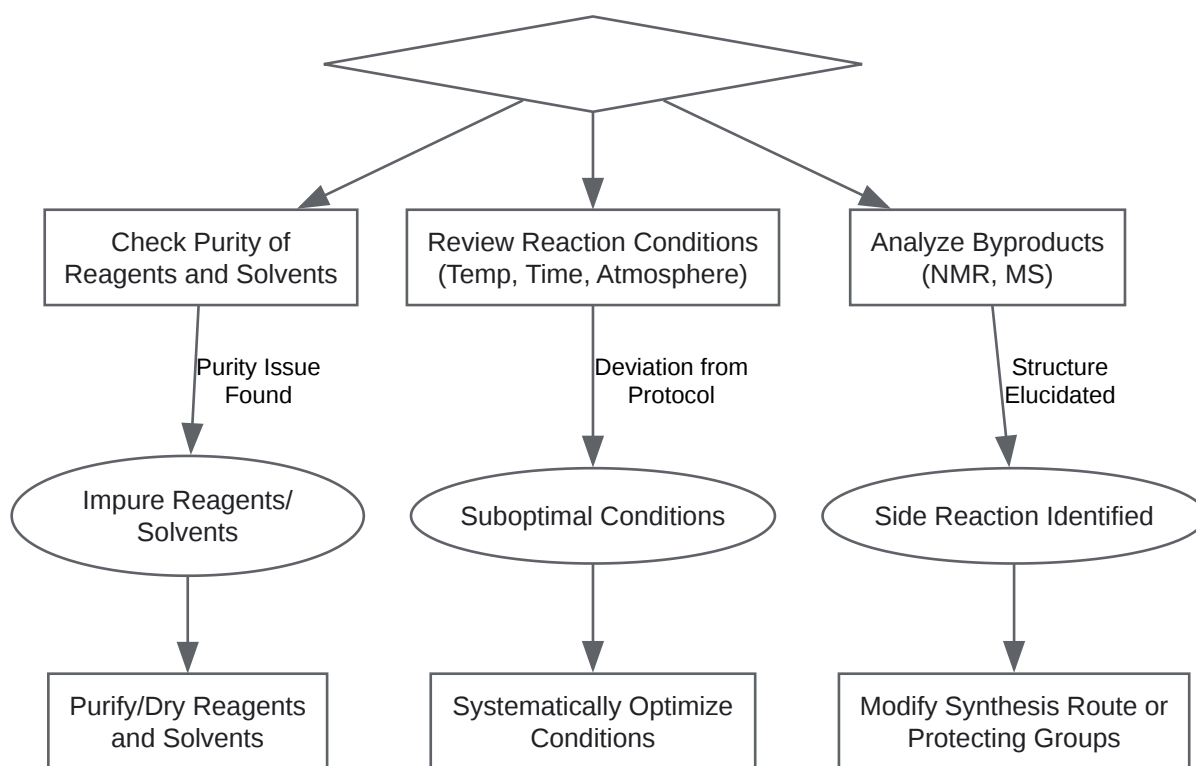 Check Purity of
Reagents and Solvents
Review Reaction Conditions
(Temp, Time, Atmosphere)
Analyze Byproducts
(NMR, MS)
Purity Issue
Found
Deviation from
Protocol
Structure
Elucidated
Impure Reagents/
Solvents
Suboptimal Conditions
Side Reaction Identified
Purify/Dry Reagents
and Solvents
Systematically Optimize
Conditions
Modify Synthesis Route or
Protecting Groups